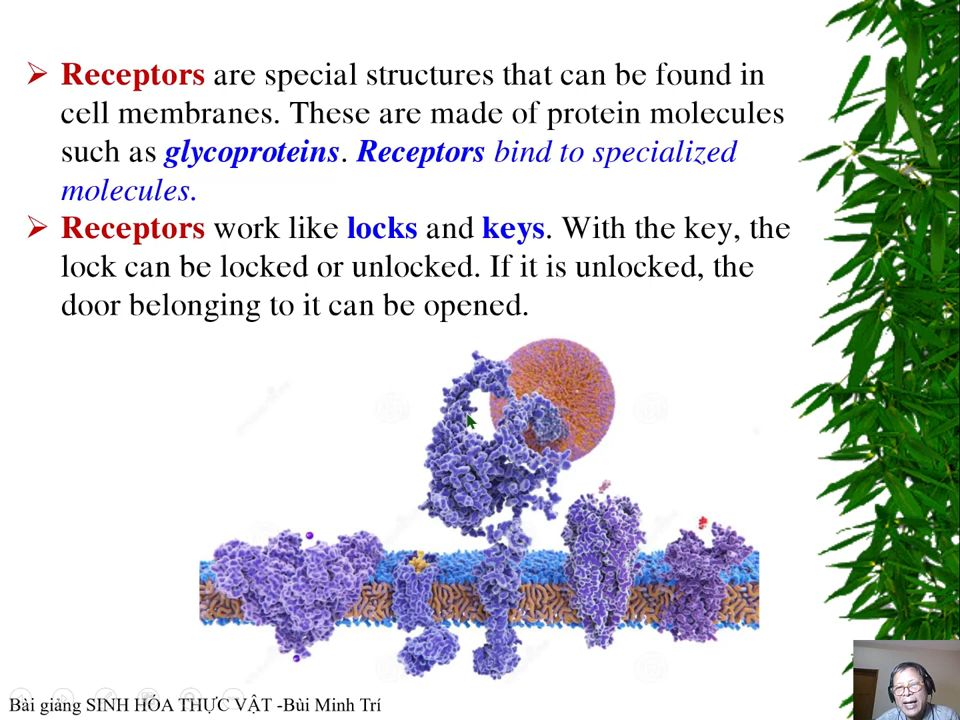 Receptors are special structures that can be found in
cell membranes. These are made of protein molecules
such as glycoproteins. Receptors bind to specialized
molecules.
Receptors work like locks and keys. With the key, the
lock can be locked or unlocked. If it is unlocked, the
door belonging to it can be opened.
Bài giảng SINH HÓA THỰC VẬT -Bùi Minh Trí